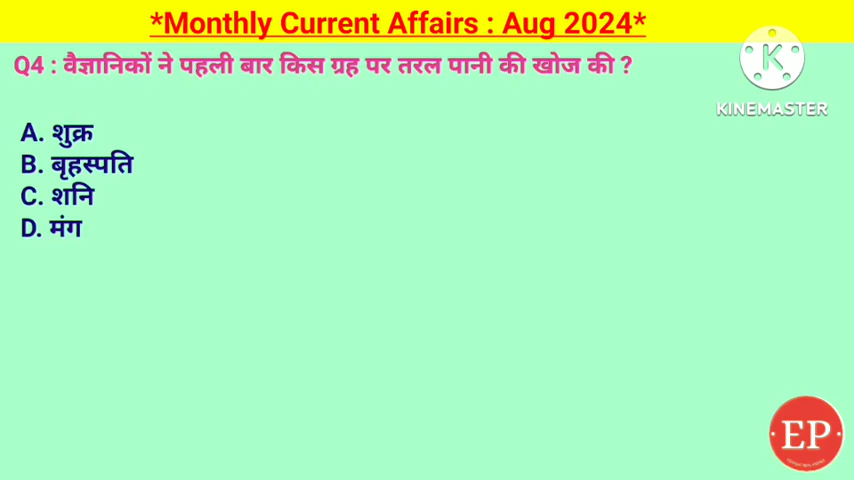 *Monthly Current Affairs : Aug 2024*
Q4 : वैज्ञानिकों ने पहली बार किस ग्रह पर तरल पानी की खोज की ?
KINEMASTER
A. शुक्र
B. बृहस्पति
C. शनि
D. मंग
EP